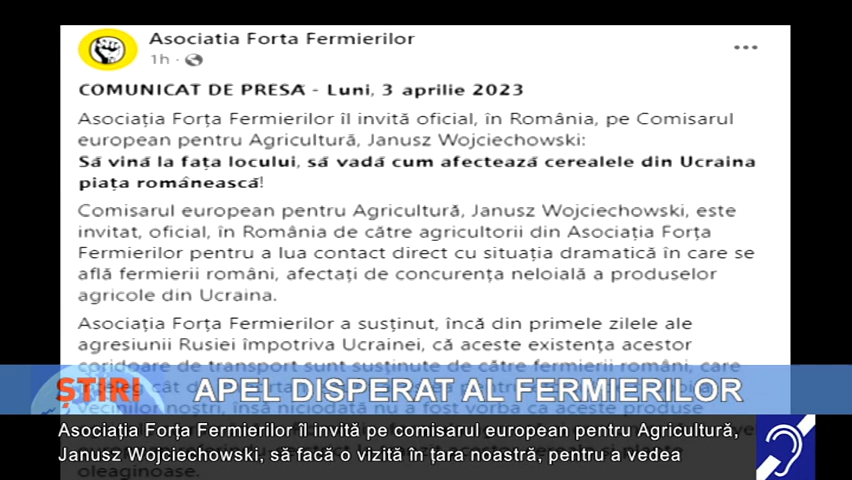 Asociatia Forta Fermierilor
1h
COMUNICAT DE PRESĂ - Luni, 3 aprilie 2023
Asociația Forța Fermierilor îl invită oficial, în România, pe Comisarul
european pentru Agricultură, Janusz Wojciechowski:
Să vină la fața locului, să vadă cum afectează cerealele din Ucraina
piața românească!
Comisarul european pentru Agricultură, Janusz Wojciechowski, este
invitat, oficial, în România de către agricultorii din Asociația Forța
Fermierilor pentru a lua contact direct cu situația dramatică în care se
află fermierii români, afectați de concurența neloială a produselor
agricole din Ucraina.
Asociația Forța Fermierilor a susținut, încă din primele zilele ale
agresiunii Rusiei împotriva Ucrainei, că aceste existența acestor
coridoare de transport sunt susținute de către fermierii români, care
ȘTIRI
APEL DISPERAT AL FERMIERILOR
vecinilor noștri, însă niciodată nu a fost vorba ca aceste produse
Asociația Forța Fermierilor îl invită pe comisarul european pentru Agricultură,
Janusz Wojciechowski, să facă o vizită în țara noastră, pentru a vedea
oleaginoase.